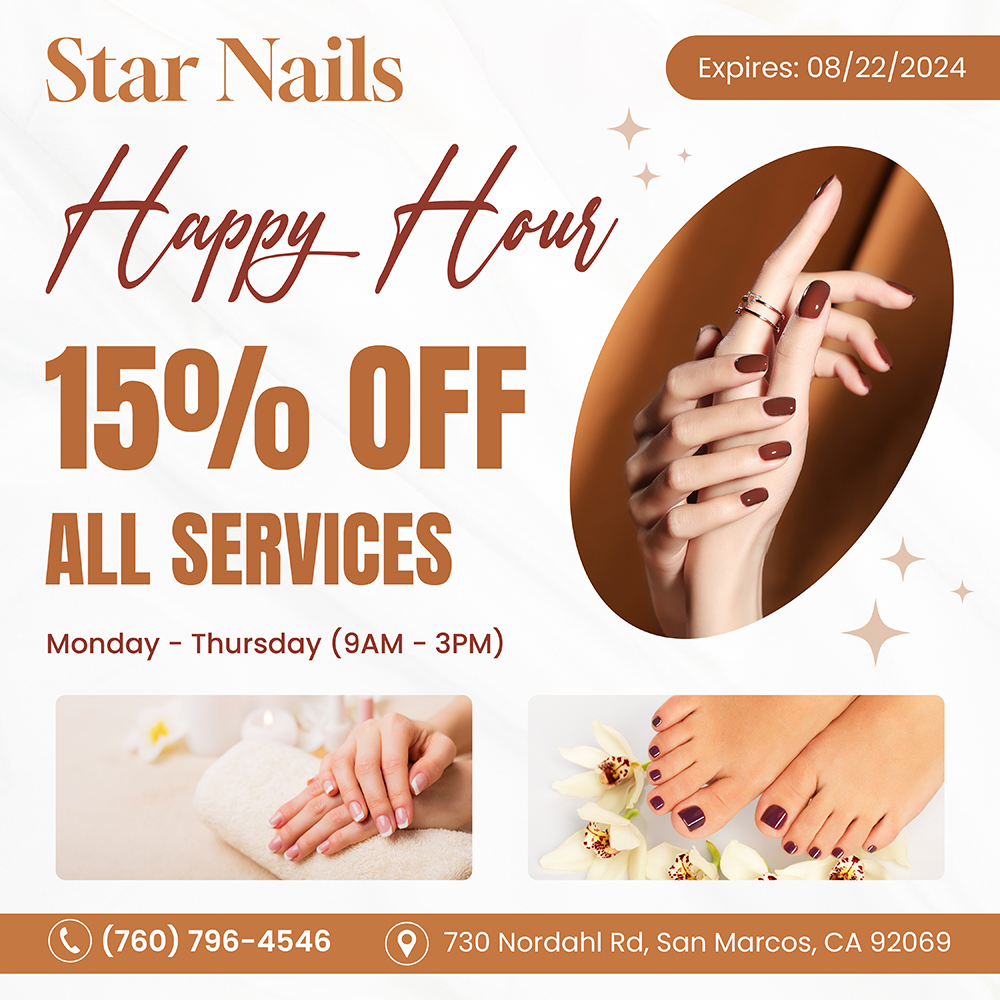 Star Nails
Expires: 08/22/2024
Happy Hour
15% OFF
ALL SERVICES
Monday - Thursday (9AM - 3PM)
(760) 796-4546
730 Nordahl Rd, San Marcos, CA 92069